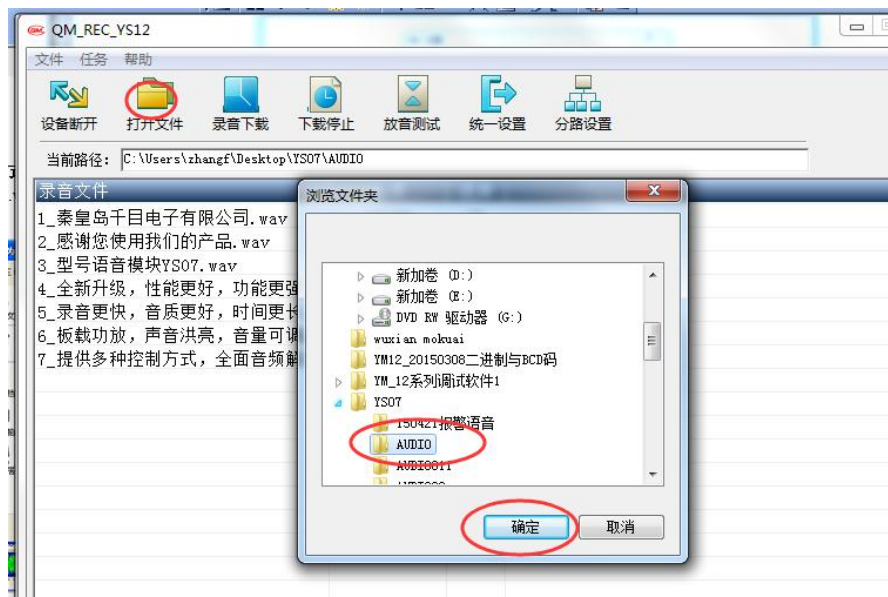 QM_REC_YS12
文件 任务 帮助
设备断开 打开文件 录音下载 下载停止 放音测试 统一设置 分路设置
当前路径: C:\Users\zhangf\Desktop\YS07\AUDIO
录音文件
1_秦皇岛千目电子有限公司.wav
2_感谢您使用我们的产品.wav
3_型号语音模块YS07.wav
4_全新升级，性能更好，功能更强
5_录音更快，音质更好，时间更长
6_板载功放，声音洪亮，音量可调
7_提供多种控制方式，全面音频解
浏览文件夹
新加卷 (D:)
新加卷 (E:)
DVD RW 驱动器 (G:)
wuxian mokuai
YM12_20150308二进制与BCD码
YM_12系列调试软件1
YS07
150421报警语音
AUDIO
确定 取消